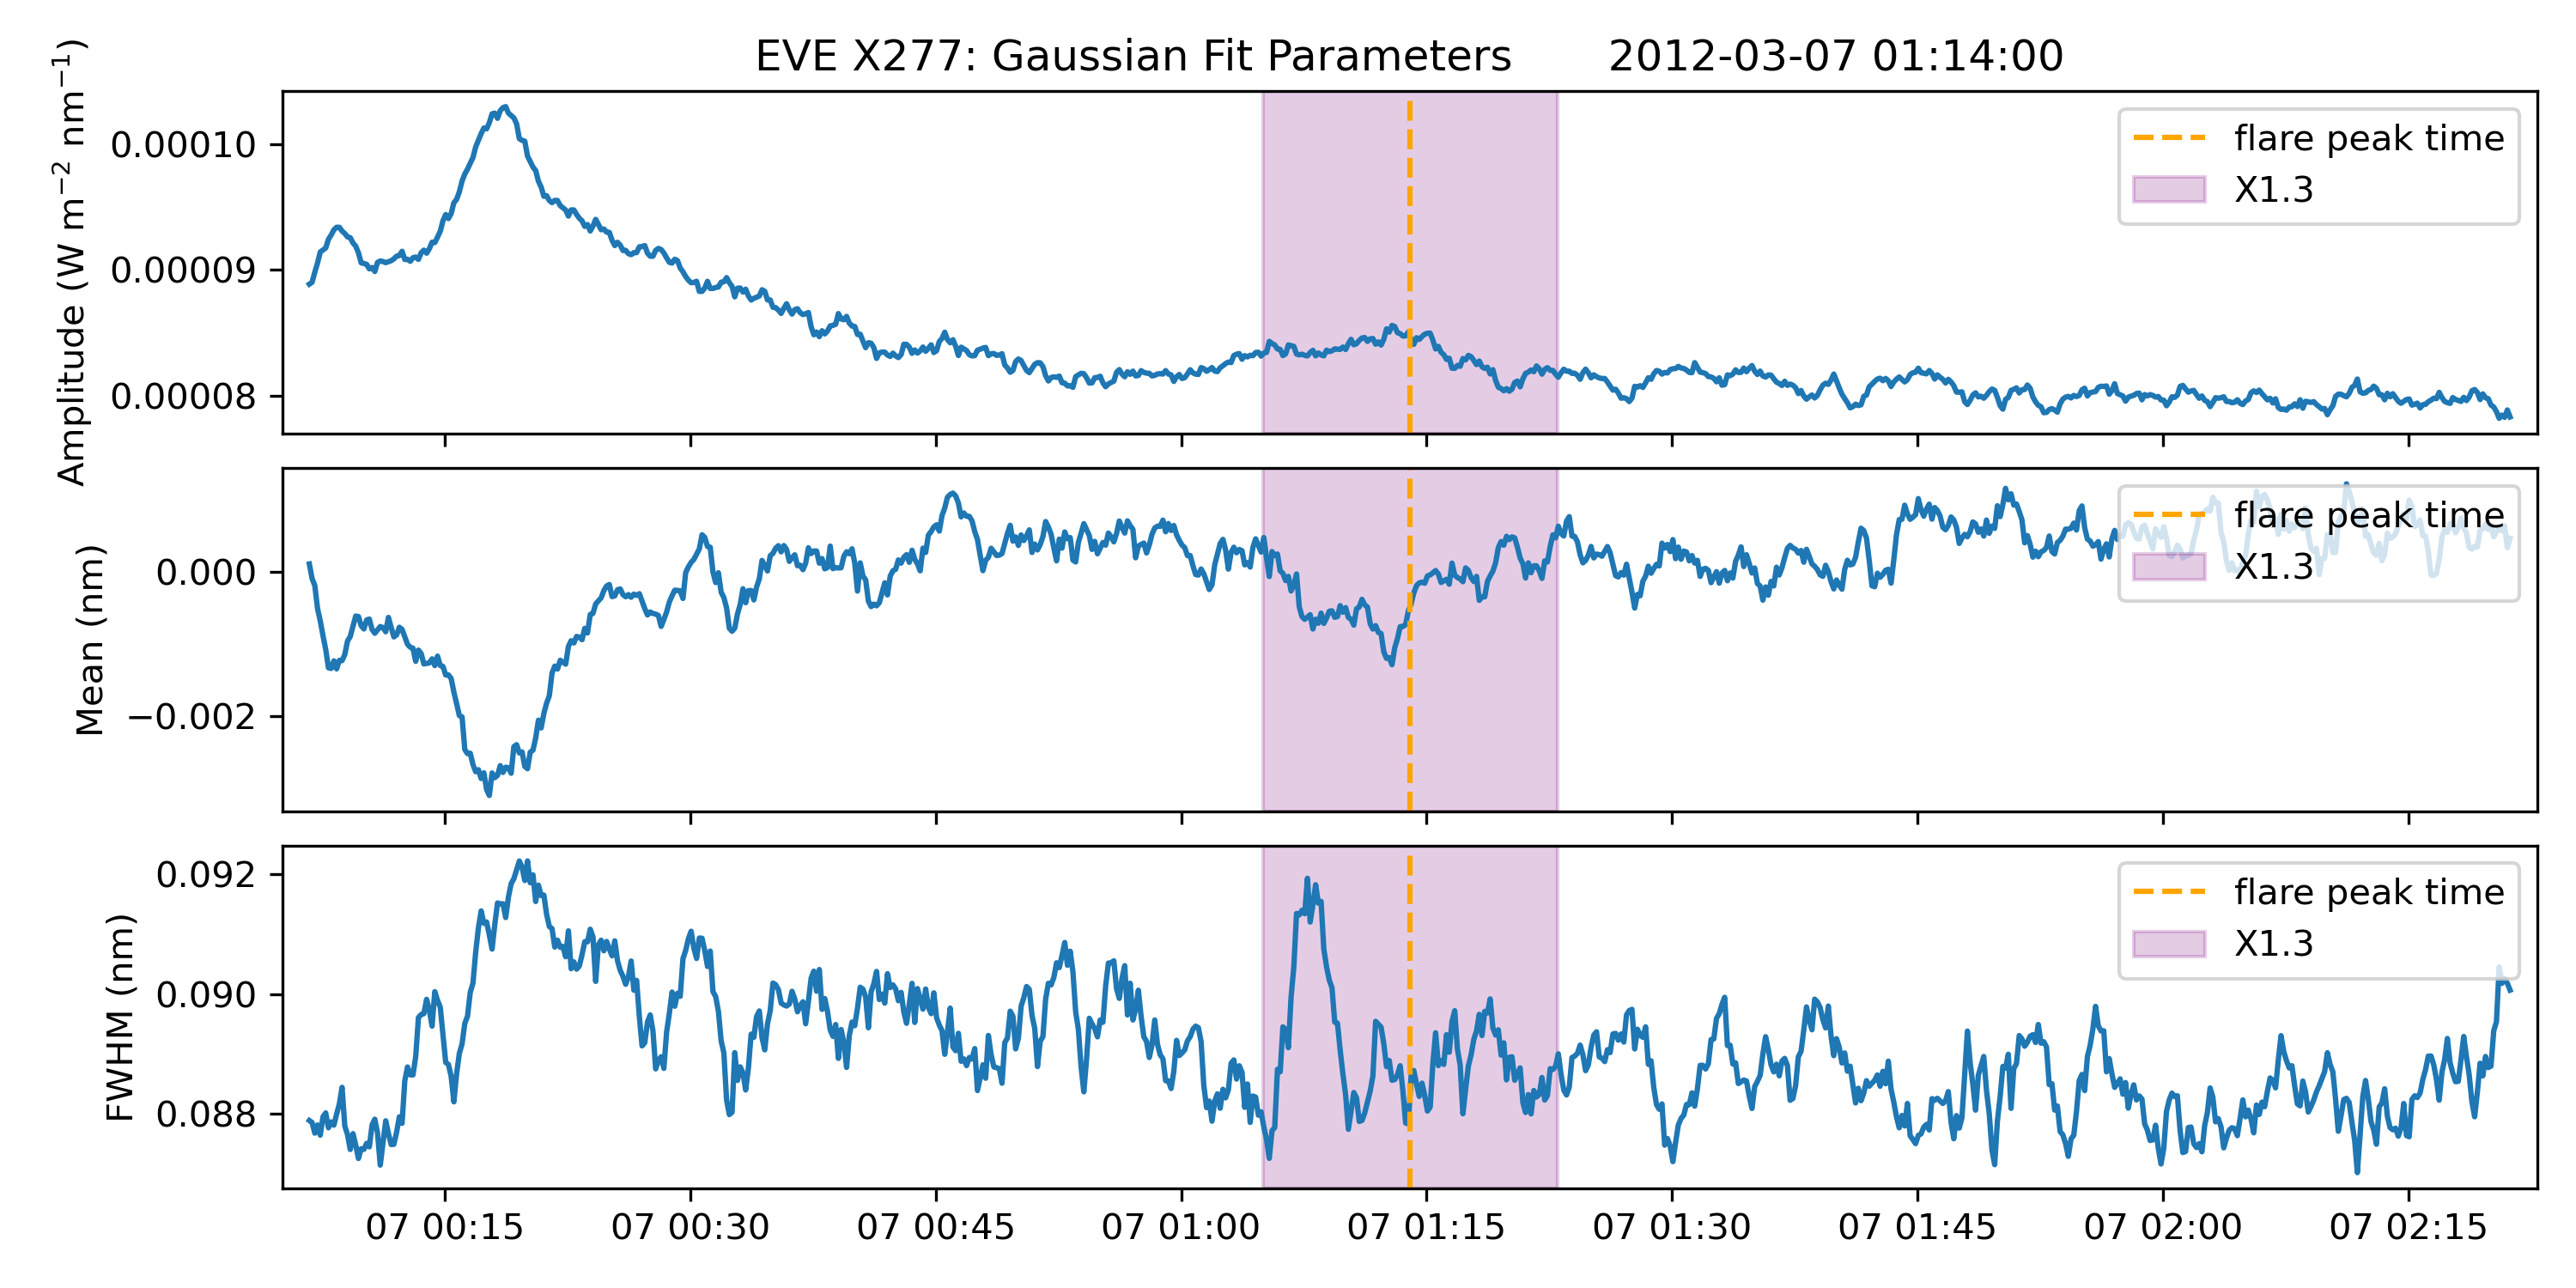 EVE X277: Gaussian Fit Parameters 2012-03-07 01:14:00
Amplitude (W m⁻² nm⁻¹)
0.00010
0.00009
0.00008
flare peak time
X1.3
Mean (nm)
0.000
−0.002
flare peak time
X1.3
FWHM (nm)
0.092
0.090
0.088
flare peak time
X1.3
07 00:15 07 00:30 07 00:45 07 01:00 07 01:15 07 01:30 07 01:45 07 02:00 07 02:15